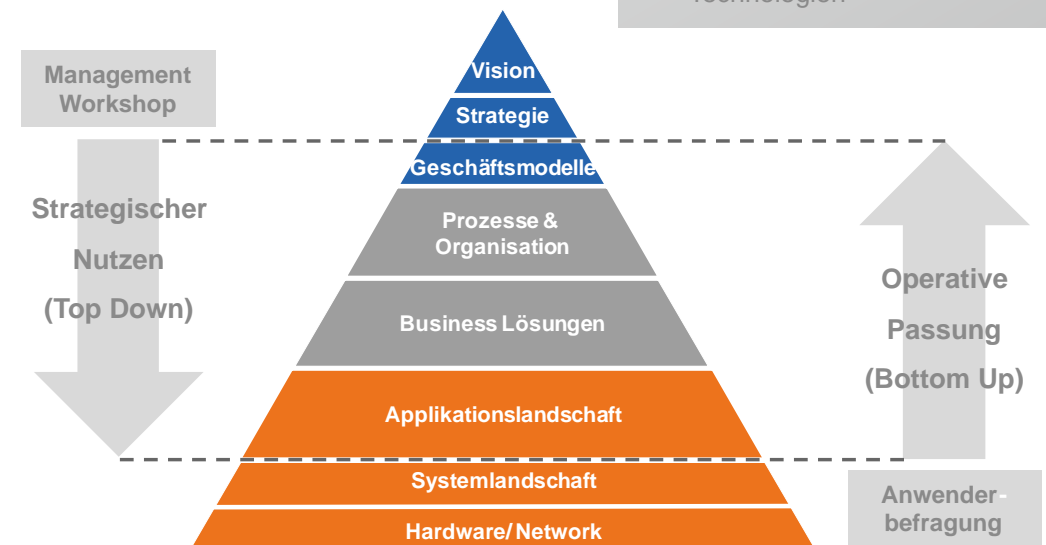 Technologien
Management
Workshop
Strategischer
Nutzen
(Top Down)
Vision
Strategie
Geschäftsmodelle
Prozesse &
Organisation
Business Lösungen
Applikationslandschaft
Systemlandschaft
Hardware/ Network
Operative
Passung
(Bottom Up)
Anwender-
befragung